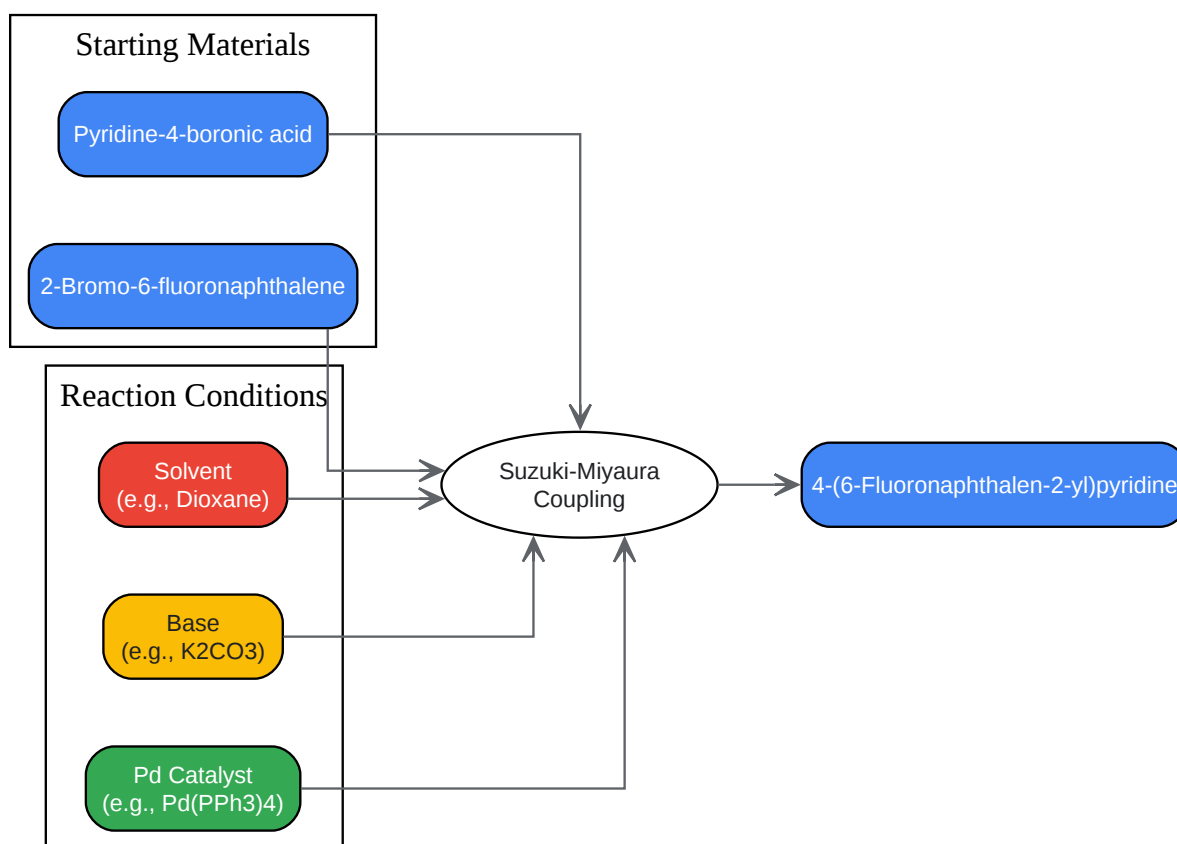 Starting Materials
Pyridine-4-boronic acid
2-Bromo-6-fluoronaphthalene
Reaction Conditions
Solvent
(e.g., Dioxane)
Base
(e.g., K2CO3)
Pd Catalyst
(e.g., Pd(PPh3)4)
Suzuki-Miyaura
Coupling
4-(6-Fluoronaphthalen-2-yl)pyridine